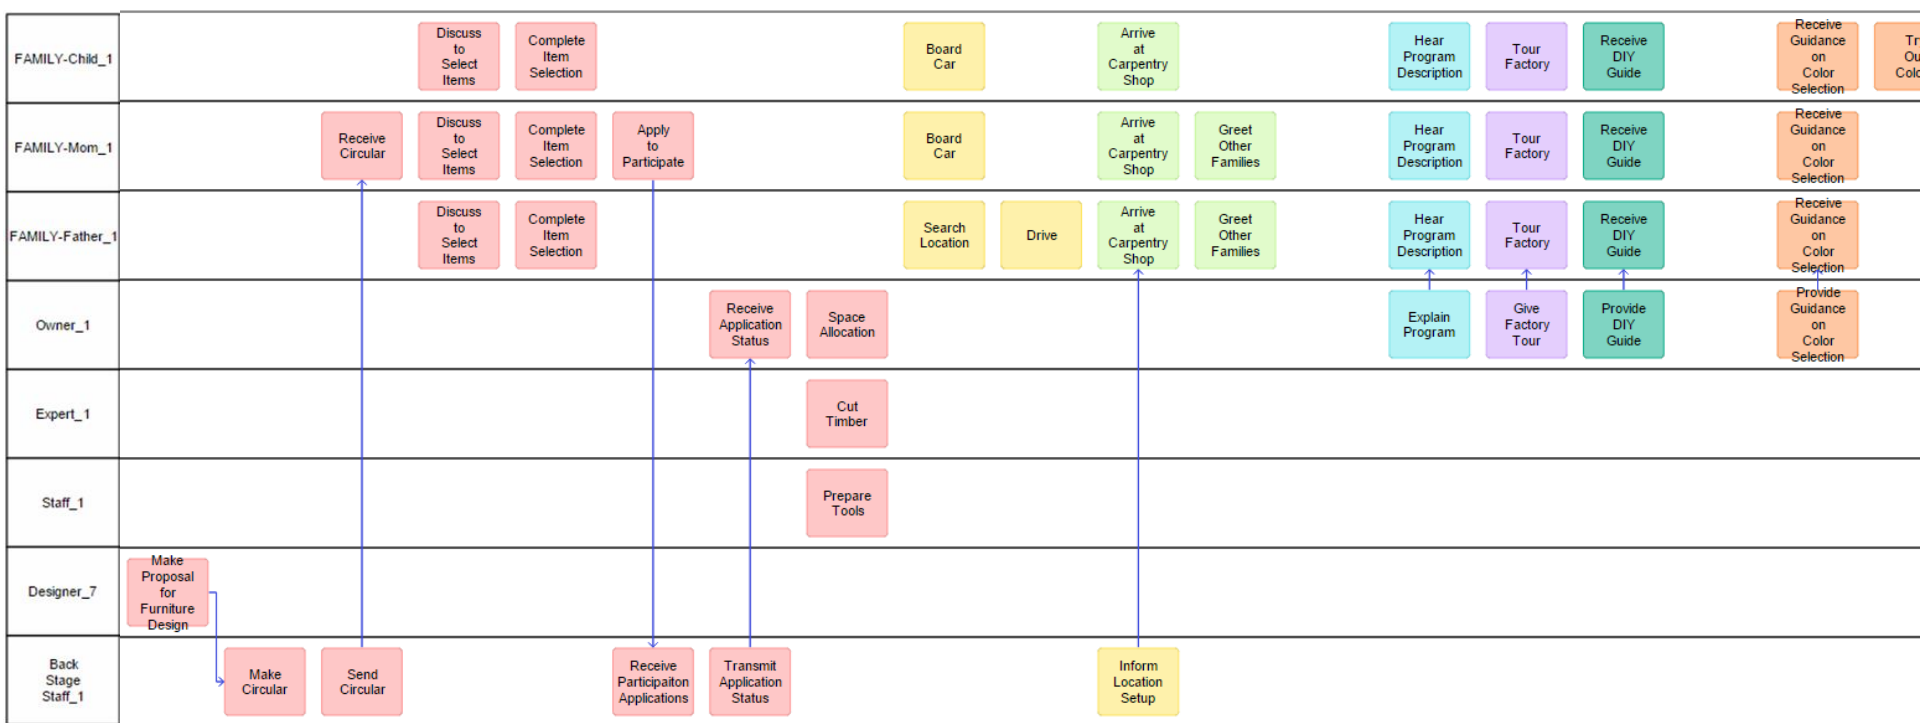 FAMILY-Child_1
Discuss
to
Select
Items
Complete
Item
Selection
Board
Car
Arrive
at
Carpentry
Shop
Hear
Program
Description
Tour
Factory
Receive
DIY
Guide
Receive
Guidance
on
Color
Selection
FAMILY-Mom_1
Receive
Circular
Discuss
to
Select
Items
Complete
Item
Selection
Apply
to
Participate
Board
Car
Arrive
at
Carpentry
Shop
Greet
Other
Families
Hear
Program
Description
Tour
Factory
Receive
DIY
Guide
Receive
Guidance
on
Color
Selection
FAMILY-Father_1
Discuss
to
Select
Items
Complete
Item
Selection
Search
Location
Drive
Arrive
at
Carpentry
Shop
Greet
Other
Families
Hear
Program
Description
Tour
Factory
Receive
DIY
Guide
Receive
Guidance
on
Color
Selection
Owner_1
Receive
Application
Status
Space
Allocation
Explain
Program
Give
Factory
Tour
Provide
DIY
Guide
Provide
Guidance
on
Color
Selection
Expert_1
Cut
Timber
Staff_1
Prepare
Tools
Designer_7
Make
Proposal
for
Furniture
Design
Back
Stage
Staff_1
Make
Circular
Send
Circular
Receive
Participaiton
Applications
Transmit
Application
Status
Inform
Location
Setup